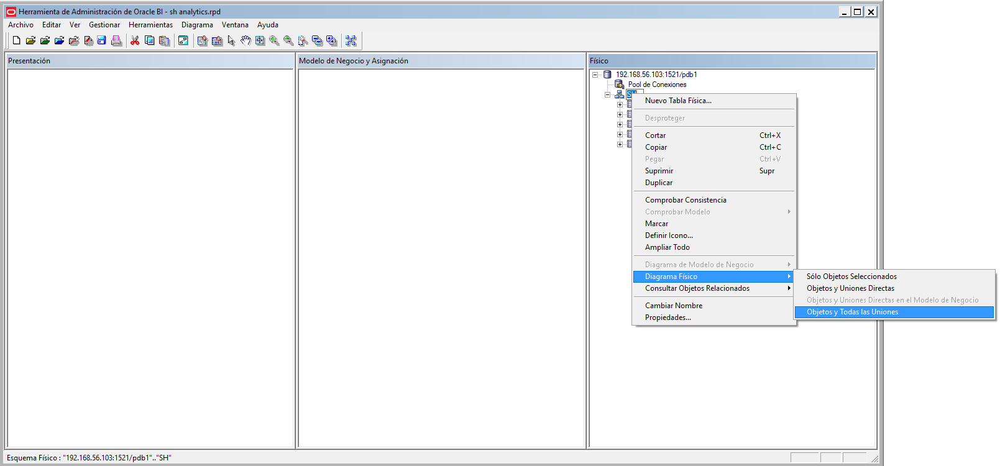 Herramienta de Administración de Oracle BI - sh analytics.rpd
Archivo Editar Ver Gestionar Herramientas Diagrama Ventana Ayuda
Presentación
Modelo de Negocio y Asignación
Físico
192.168.56.103:1521/pdb1
Pool de Conexiones
SH
Nuevo Tabla Física...
Desproteger
Cortar Ctrl+X
Copiar Ctrl+C
Pegar Ctrl+V
Suprimir Supr
Duplicar
Comprobar Consistencia
Comprobar Modelo
Marcar
Definir Icono...
Ampliar Todo
Diagrama de Modelo de Negocio
Diagrama Físico
Consultar Objetos Relacionados
Cambiar Nombre
Propiedades...
Sólo Objetos Seleccionados
Objetos y Uniones Directas
Objetos y Uniones Directas en el Modelo de Negocio
Objetos y Todas las Uniones
Esquema Físico : "192.168.56.103:1521/pdb1".."SH"